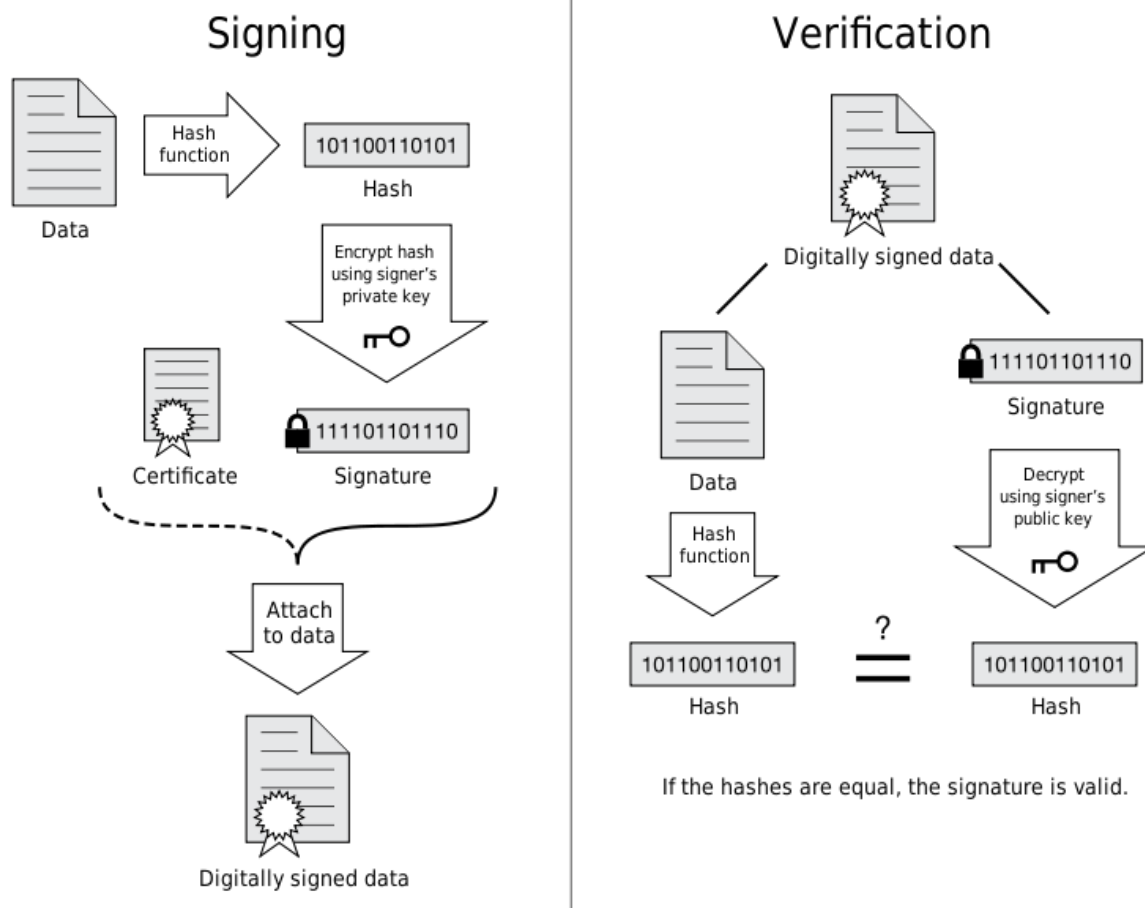 Signing
Data
Hash
function
101100110101
Hash
Encrypt hash
using signer's
private key
Certificate
111101101110
Signature
Attach
to data
Digitally signed data
Verification
Digitally signed data
Data
111101101110
Signature
Hash
function
Decrypt
using signer's
public key
101100110101
Hash
?
101100110101
Hash
If the hashes are equal, the signature is valid.